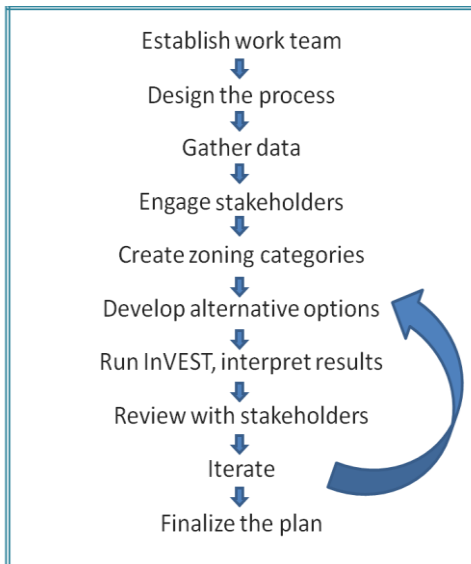 Establish work team
Design the process
Gather data
Engage stakeholders
Create zoning categories
Develop alternative options
Run InVEST, interpret results
Review with stakeholders
Iterate
Finalize the plan